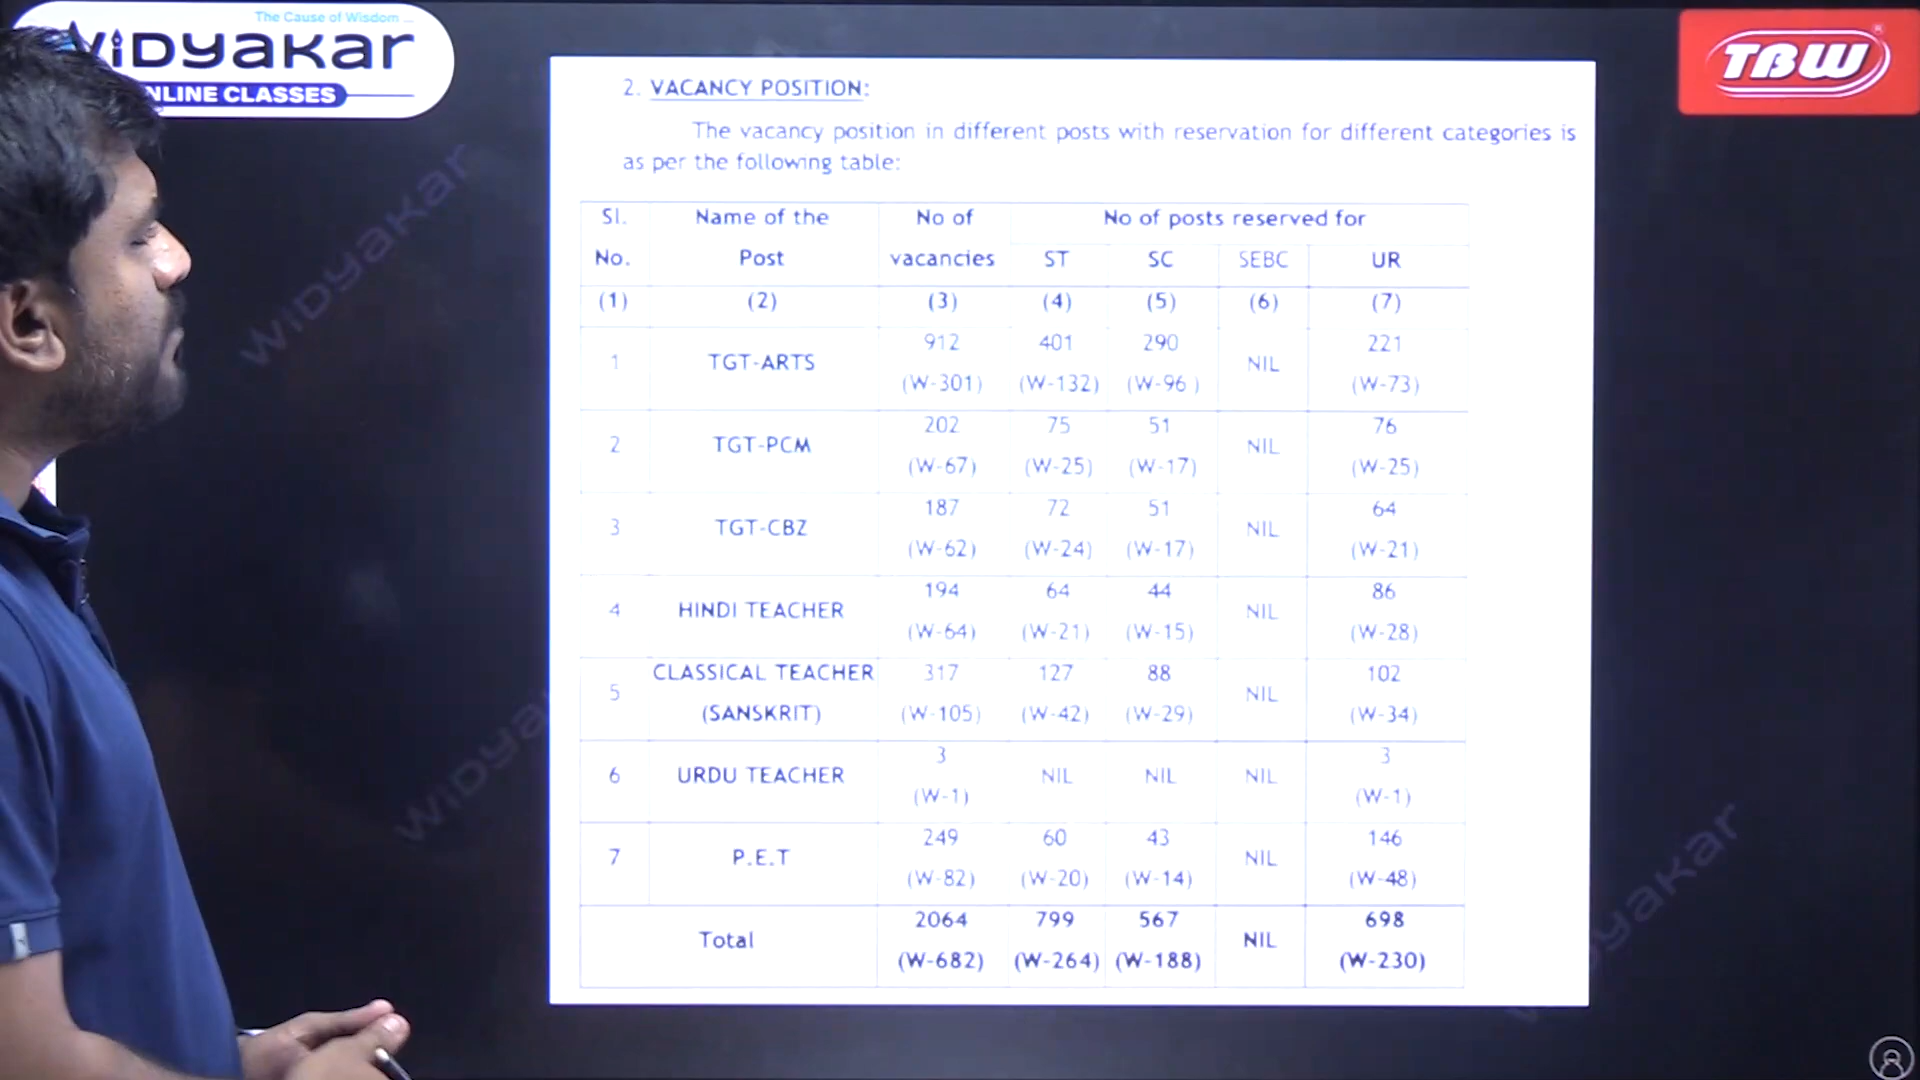 The Cause of Wisdom ...
WIDyakar
ONLINE CLASSES
TBW
2. VACANCY POSITION:
The vacancy position in different posts with reservation for different categories is
as per the following table:
Sl. No. Name of the Post No of vacancies No of posts reserved for
ST SC SEBC UR
(1) (2) (3) (4) (5) (6) (7)
1 TGT-ARTS 912 (W-301) 401 (W-132) 290 (W-96 ) NIL 221 (W-73)
2 TGT-PCM 202 (W-67) 75 (W-25) 51 (W-17) NIL 76 (W-25)
3 TGT-CBZ 187 (W-62) 72 (W-24) 51 (W-17) NIL 64 (W-21)
4 HINDI TEACHER 194 (W-64) 64 (W-21) 44 (W-15) NIL 86 (W-28)
5 CLASSICAL TEACHER (SANSKRIT) 317 (W-105) 127 (W-42) 88 (W-29) NIL 102 (W-34)
6 URDU TEACHER 3 (W-1) NIL NIL NIL 3 (W-1)
7 P.E.T 249 (W-82) 60 (W-20) 43 (W-14) NIL 146 (W-48)
Total 2064 (W-682) 799 (W-264) 567 (W-188) NIL 698 (W-230)
WIDyakar
WIDyakar
WIDyakar